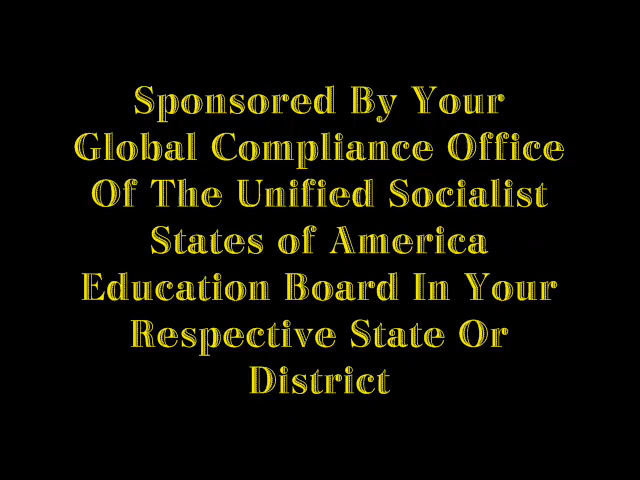 Sponsored By Your
Global Compliance Office
Of The Unified Socialist
States of America
Education Board In Your
Respective State Or
District